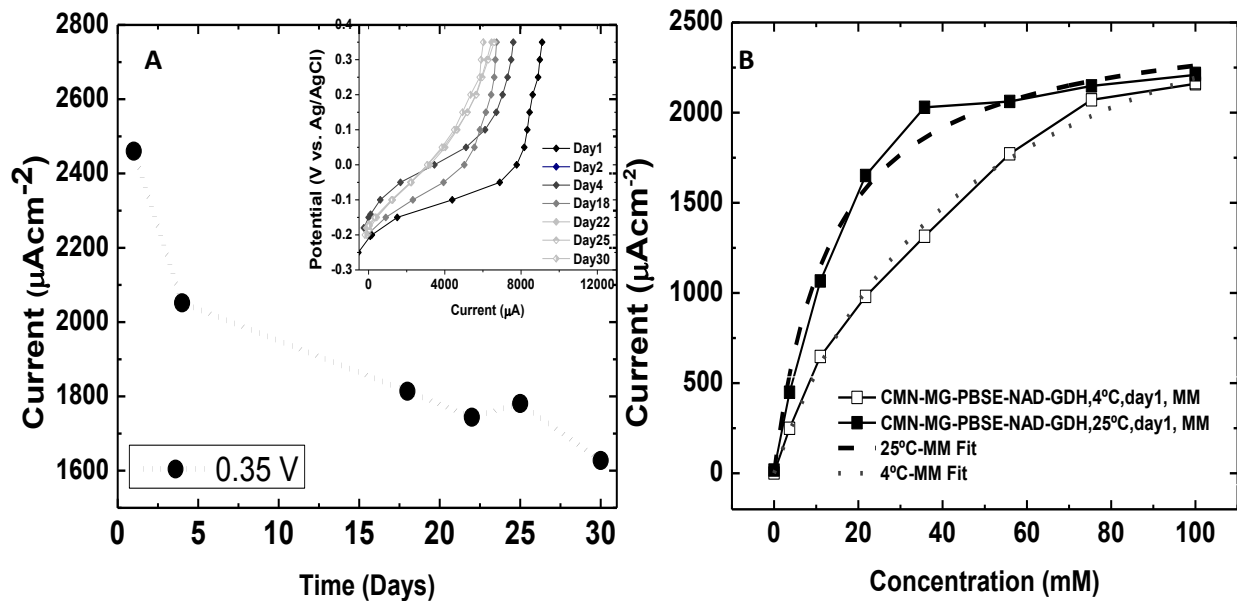 A
2800
2600
2400
2200
2000
1800
1600
Current (μAcm⁻²)
0 5 10 15 20 25 30
Time (Days)
0.35 V
0.4
0.3
0.2
0.1
0.0
-0.1
-0.2
-0.3
Potential (V vs. Ag/AgCl)
0 4000 8000 12000
Current (μA)
Day1
Day2
Day4
Day18
Day22
Day25
Day30
B
2500
2000
1500
1000
500
0
Current (μAcm⁻²)
0 20 40 60 80 100
Concentration (mM)
CMN-MG-PBSE-NAD-GDH,4ºC,day1, MM
CMN-MG-PBSE-NAD-GDH,25ºC,day1, MM
25ºC-MM Fit
4ºC-MM Fit